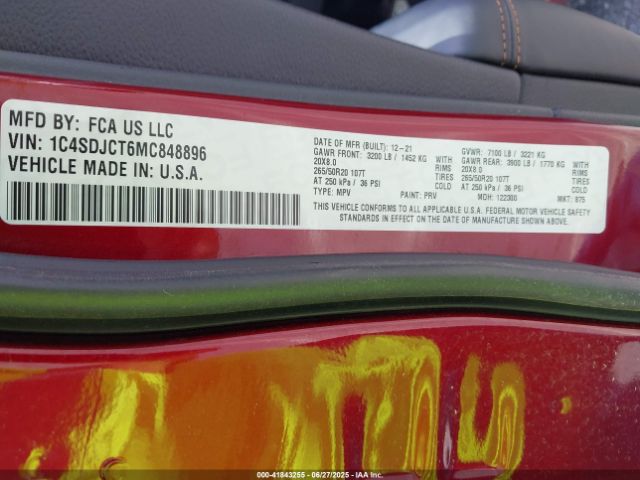 MFD BY: FCA US LLC
VIN: 1C4SDJCT6MC848896
VEHICLE MADE IN: U.S.A.
DATE OF MFR (BUILT): 12-21 GVWR: 7100 LB / 3221 KG
GAWR FRONT: 3200 LB / 1452 KG WITH GAWR REAR: 3900 LB / 1770 KG WITH
20X8.0 RIMS 20X8.0 RIMS
265/50R20 107T TIRES 265/50R20 107T TIRES
AT 250 kPa / 36 PSI COLD AT 250 kPa / 36 PSI COLD
TYPE: MPV PAINT: PRV MDH: 122300 MKT: 875
THIS VEHICLE CONFORMS TO ALL APPLICABLE U.S.A. FEDERAL MOTOR VEHICLE SAFETY
STANDARDS IN EFFECT ON THE DATE OF MANUFACTURE SHOWN ABOVE.
000-41843255 - 06/27/2025 - IAAI.COM